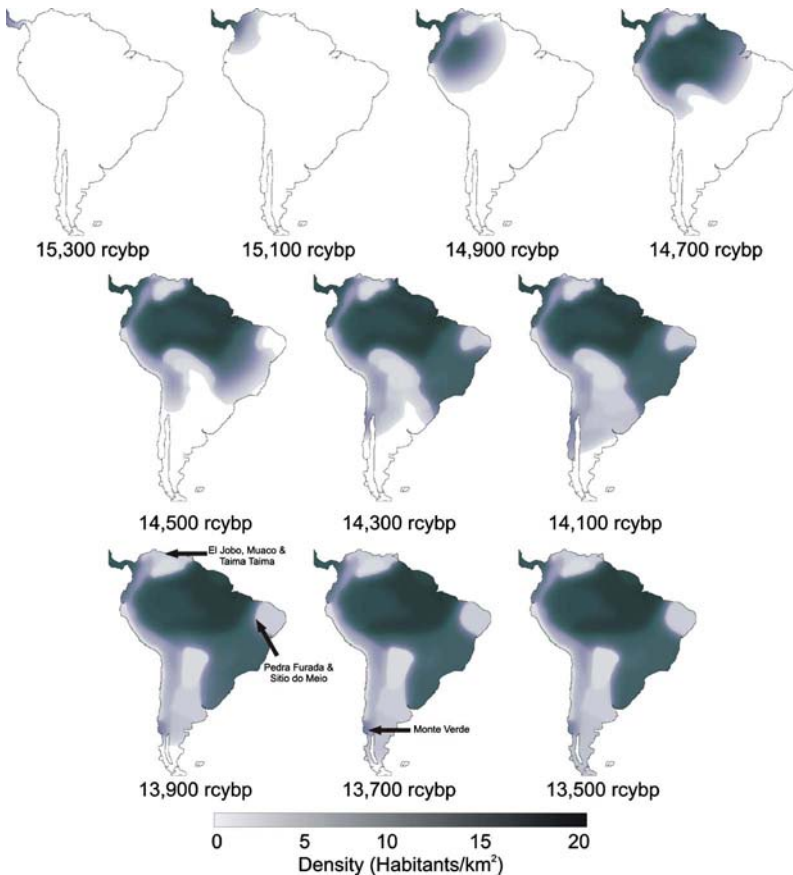 15,300 rcybp
15,100 rcybp
14,900 rcybp
14,700 rcybp
14,500 rcybp
14,300 rcybp
14,100 rcybp
El Jobo, Muaco &
Taima Taima
Pedra Furada &
Sitio do Meio
Monte Verde
13,900 rcybp
13,700 rcybp
13,500 rcybp
0 5 10 15 20
Density (Habitants/km²)